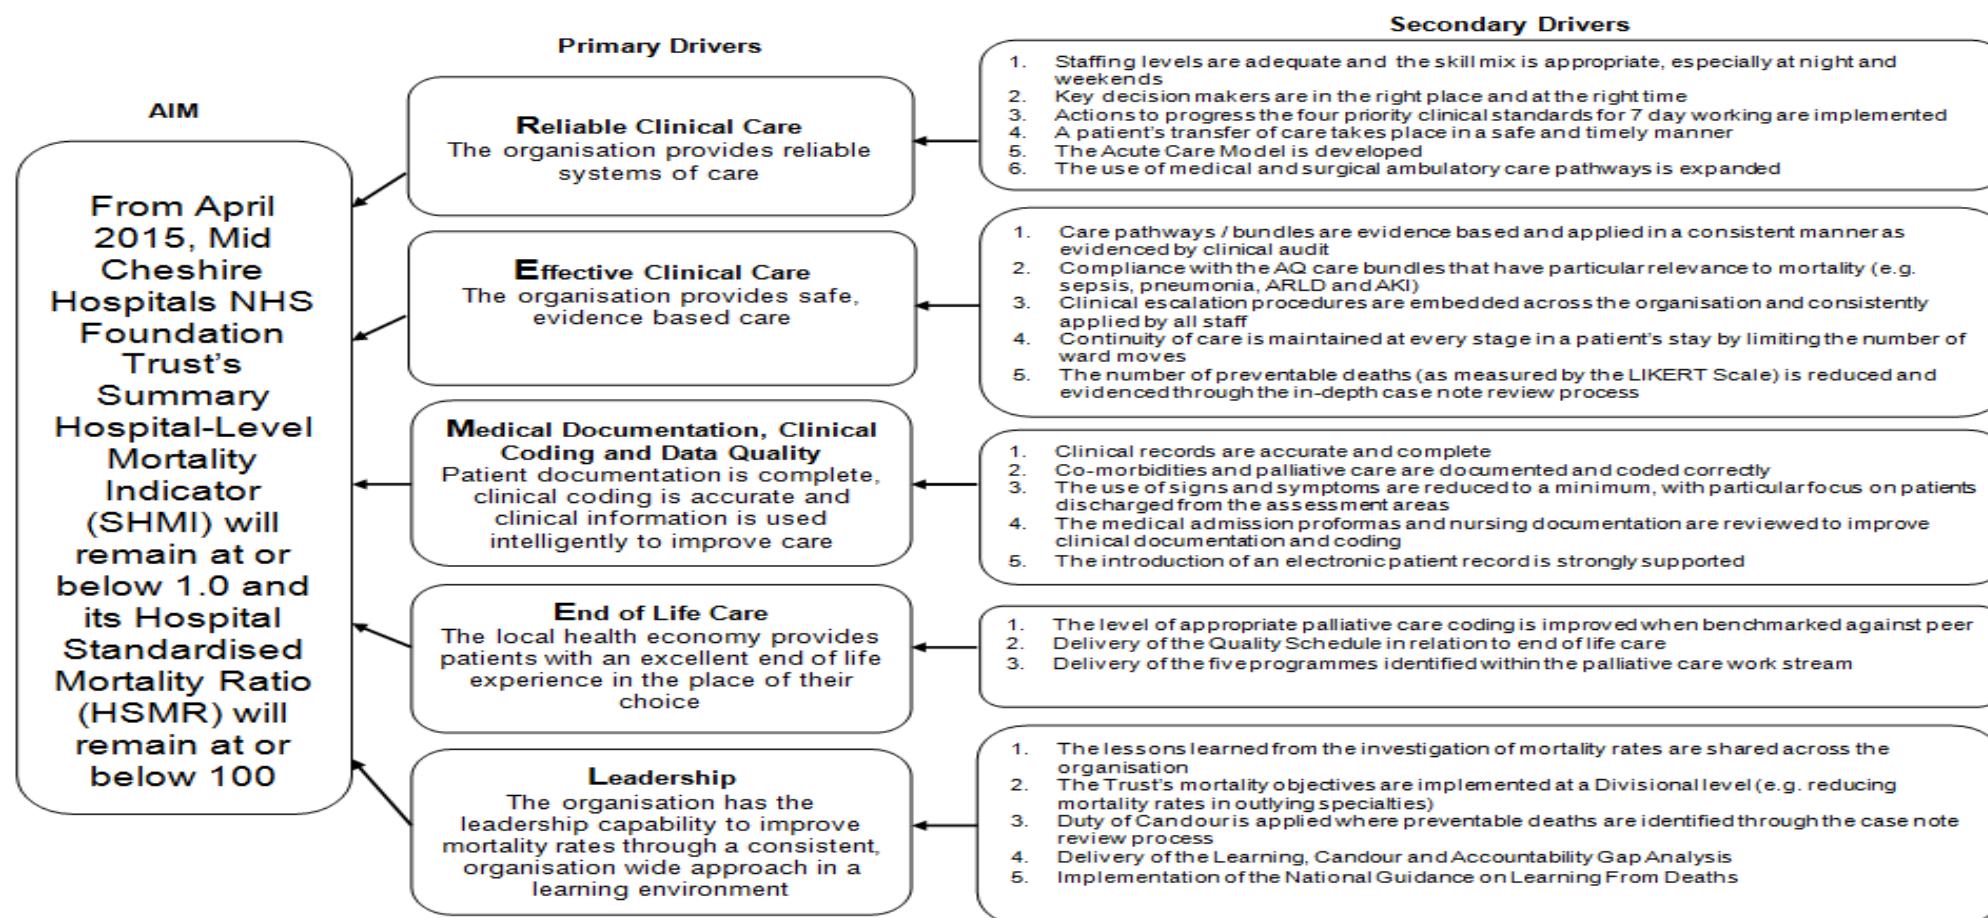 AIM
From April
2015, Mid
Cheshire
Hospitals NHS
Foundation
Trust’s
Summary
Hospital-Level
Mortality
Indicator
(SHMI) will
remain at or
below 1.0 and
its Hospital
Standardised
Mortality Ratio
(HSMR) will
remain at or
below 100
Primary Drivers
Reliable Clinical Care
The organisation provides reliable
systems of care
Effective Clinical Care
The organisation provides safe,
evidence based care
Medical Documentation, Clinical
Coding and Data Quality
Patient documentation is complete,
clinical coding is accurate and
clinical information is used
intelligently to improve care
End of Life Care
The local health economy provides
patients with an excellent end of life
experience in the place of their
choice
Leadership
The organisation has the
leadership capability to improve
mortality rates through a consistent,
organisation wide approach in a
learning environment
Secondary Drivers
1. Staffing levels are adequate and the skill mix is appropriate, especially at night and
weekends
2. Key decision makers are in the right place and at the right time
3. Actions to progress the four priority clinical standards for 7 day working are implemented
4. A patient’s transfer of care takes place in a safe and timely manner
5. The Acute Care Model is developed
6. The use of medical and surgical ambulatory care pathways is expanded
1. Care pathways / bundles are evidence based and applied in a consistent manner as
evidenced by clinical audit
2. Compliance with the AQ care bundles that have particular relevance to mortality (e.g.
sepsis, pneumonia, ARLD and AKI)
3. Clinical escalation procedures are embedded across the organisation and consistently
applied by all staff
4. Continuity of care is maintained at every stage in a patient’s stay by limiting the number of
ward moves
5. The number of preventable deaths (as measured by the LIKERT Scale) is reduced and
evidenced through the in-depth case note review process
1. Clinical records are accurate and complete
2. Co-morbidities and palliative care are documented and coded correctly
3. The use of signs and symptoms are reduced to a minimum, with particular focus on patients
discharged from the assessment areas
4. The medical admission proformas and nursing documentation are reviewed to improve
clinical documentation and coding
5. The introduction of an electronic patient record is strongly supported
1. The level of appropriate palliative care coding is improved when benchmarked against peer
2. Delivery of the Quality Schedule in relation to end of life care
3. Delivery of the five programmes identified within the palliative care work stream
1. The lessons learned from the investigation of mortality rates are shared across the
organisation
2. The Trust’s mortality objectives are implemented at a Divisional level (e.g. reducing
mortality rates in outlying specialties)
3. Duty of Candour is applied where preventable deaths are identified through the case note
review process
4. Delivery of the Learning, Candour and Accountability Gap Analysis
5. Implementation of the National Guidance on Learning From Deaths